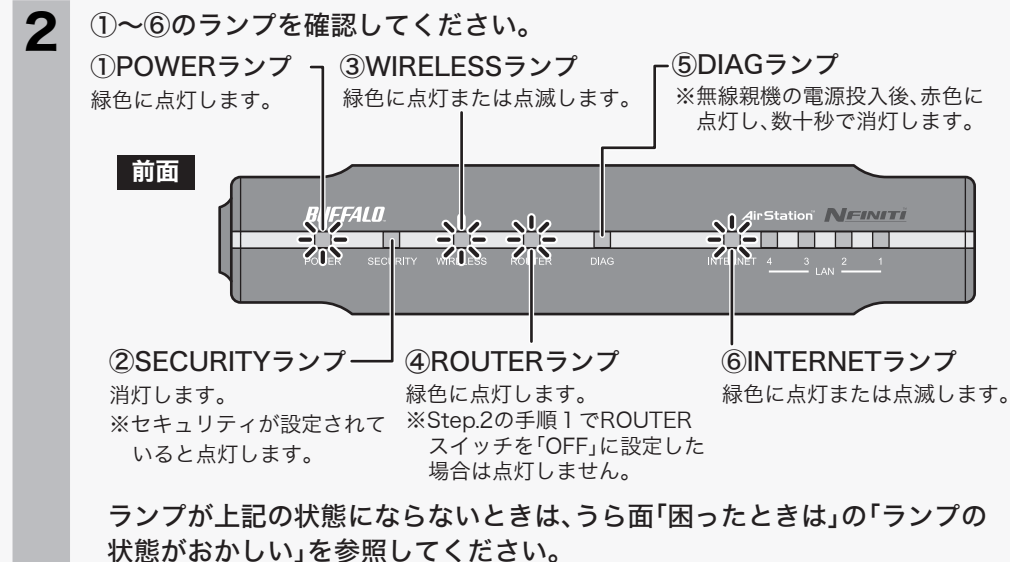 2 ①～⑥のランプを確認してください。
①POWERランプ
緑色に点灯します。
③WIRELESSランプ
緑色に点灯または点滅します。
⑤DIAGランプ
※無線親機の電源投入後、赤色に
点灯し、数十秒で消灯します。
前面
BUFFALO
AirStation NFINITI
POWER SECURITY WIRELESS ROUTER DIAG INTERNET 4 3 2 1
LAN
②SECURITYランプ
消灯します。
※セキュリティが設定されて
いると点灯します。
④ROUTERランプ
緑色に点灯します。
※Step.2の手順1でROUTER
スイッチを「OFF」に設定した
場合は点灯しません。
⑥INTERNETランプ
緑色に点灯または点滅します。
ランプが上記の状態にならないときは、うら面「困ったときは」の「ランプの
状態がおかしい」を参照してください。